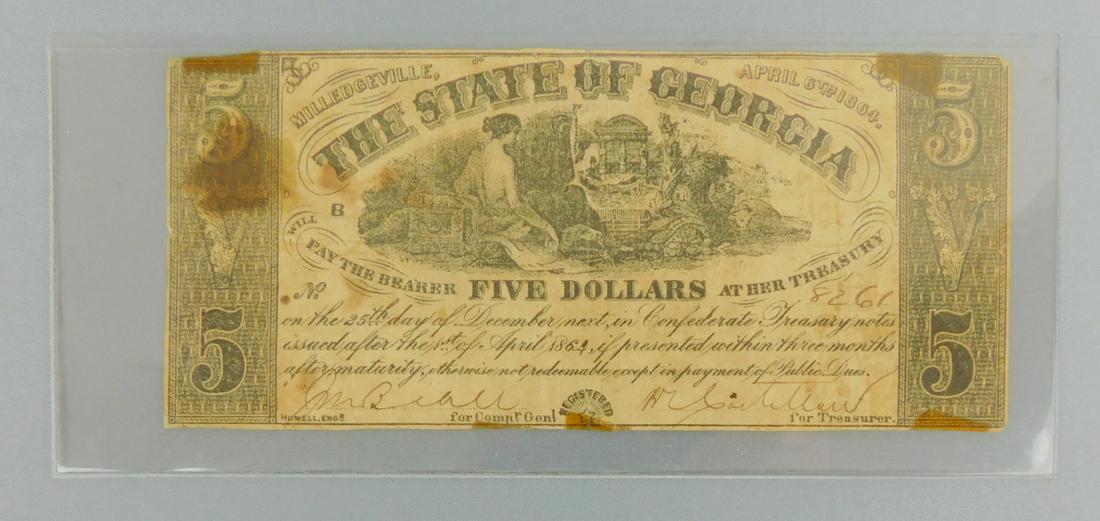 MILLEDGEVILLE, APRIL 6TH 1864.
THE STATE OF GEORGIA
5 5
B
V V
WILL PAY THE BEARER FIVE DOLLARS AT HER TREASURY
No. 8261
on the 25th day of December next, in Confederate Treasury notes
issued after the 1st of April 1864, if presented within three months
after maturity, otherwise not redeemable except in payment of Public Dues.
5 5
for Compr Genl REGISTERED for Treasurer.
HOWELL, ENGR.